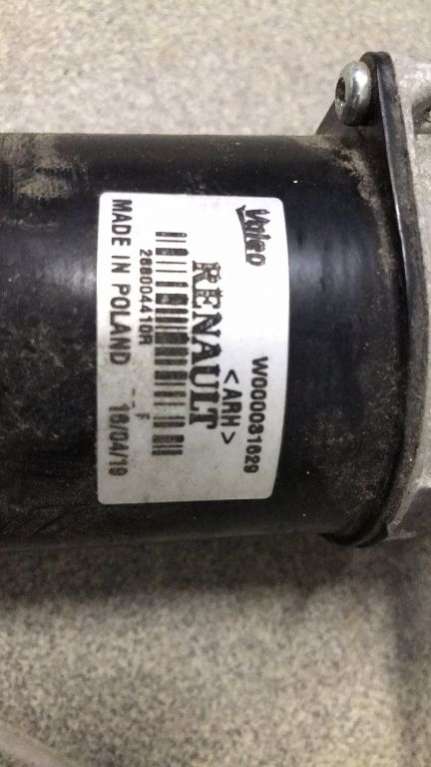 Valeo
W000031629
<ARH>
RENAULT
288004410R
F
MADE IN POLAND 18/04/19